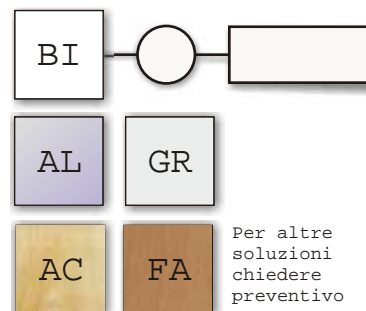 BI
AL GR
AC FA
Per altre
soluzioni
chiedere
preventivo